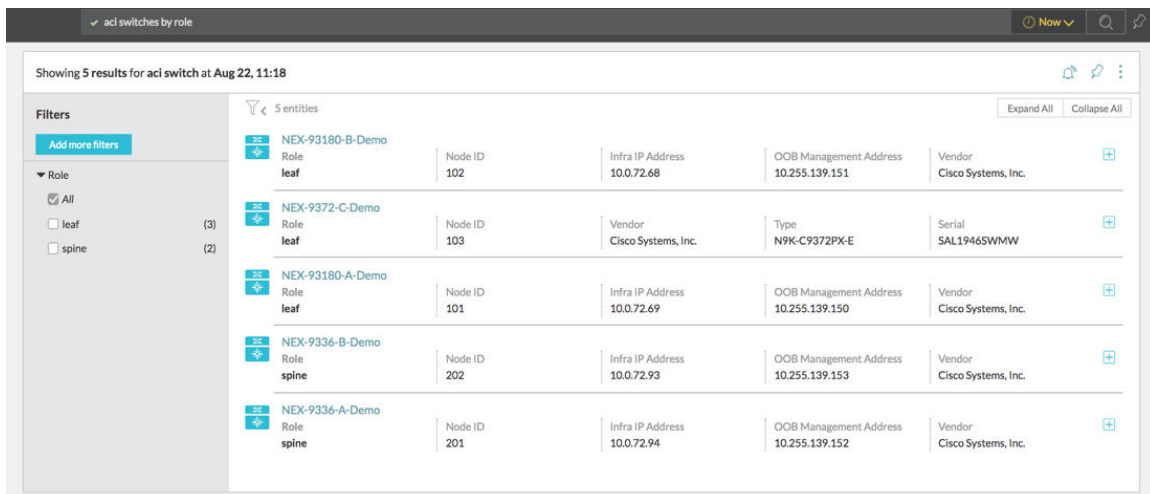 aci switches by role
Now
Showing 5 results for aci switch at Aug 22, 11:18
Filters
Add more filters
Role
All
leaf (3)
spine (2)
5 entities
Expand All Collapse All
NEX-93180-B-Demo
Role Node ID Infra IP Address OOB Management Address Vendor
leaf 102 10.0.72.68 10.255.139.151 Cisco Systems, Inc.
NEX-9372-C-Demo
Role Node ID Vendor Type Serial
leaf 103 Cisco Systems, Inc. N9K-C9372PX-E SAL1946SWMW
NEX-93180-A-Demo
Role Node ID Infra IP Address OOB Management Address Vendor
leaf 101 10.0.72.69 10.255.139.150 Cisco Systems, Inc.
NEX-9336-B-Demo
Role Node ID Infra IP Address OOB Management Address Vendor
spine 202 10.0.72.93 10.255.139.153 Cisco Systems, Inc.
NEX-9336-A-Demo
Role Node ID Infra IP Address OOB Management Address Vendor
spine 201 10.0.72.94 10.255.139.152 Cisco Systems, Inc.